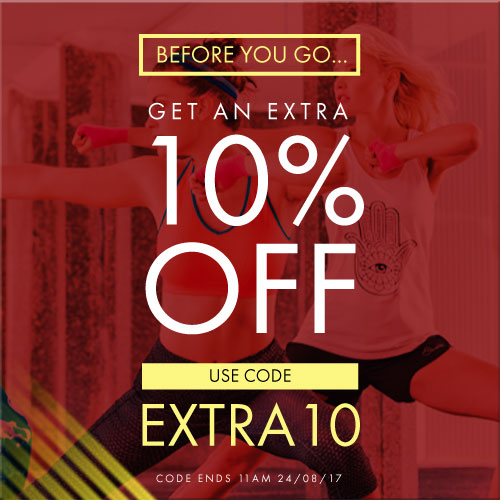 BEFORE YOU GO...
GET AN EXTRA
10%
OFF
USE CODE
EXTRA10
CODE ENDS 11AM 24/08/17